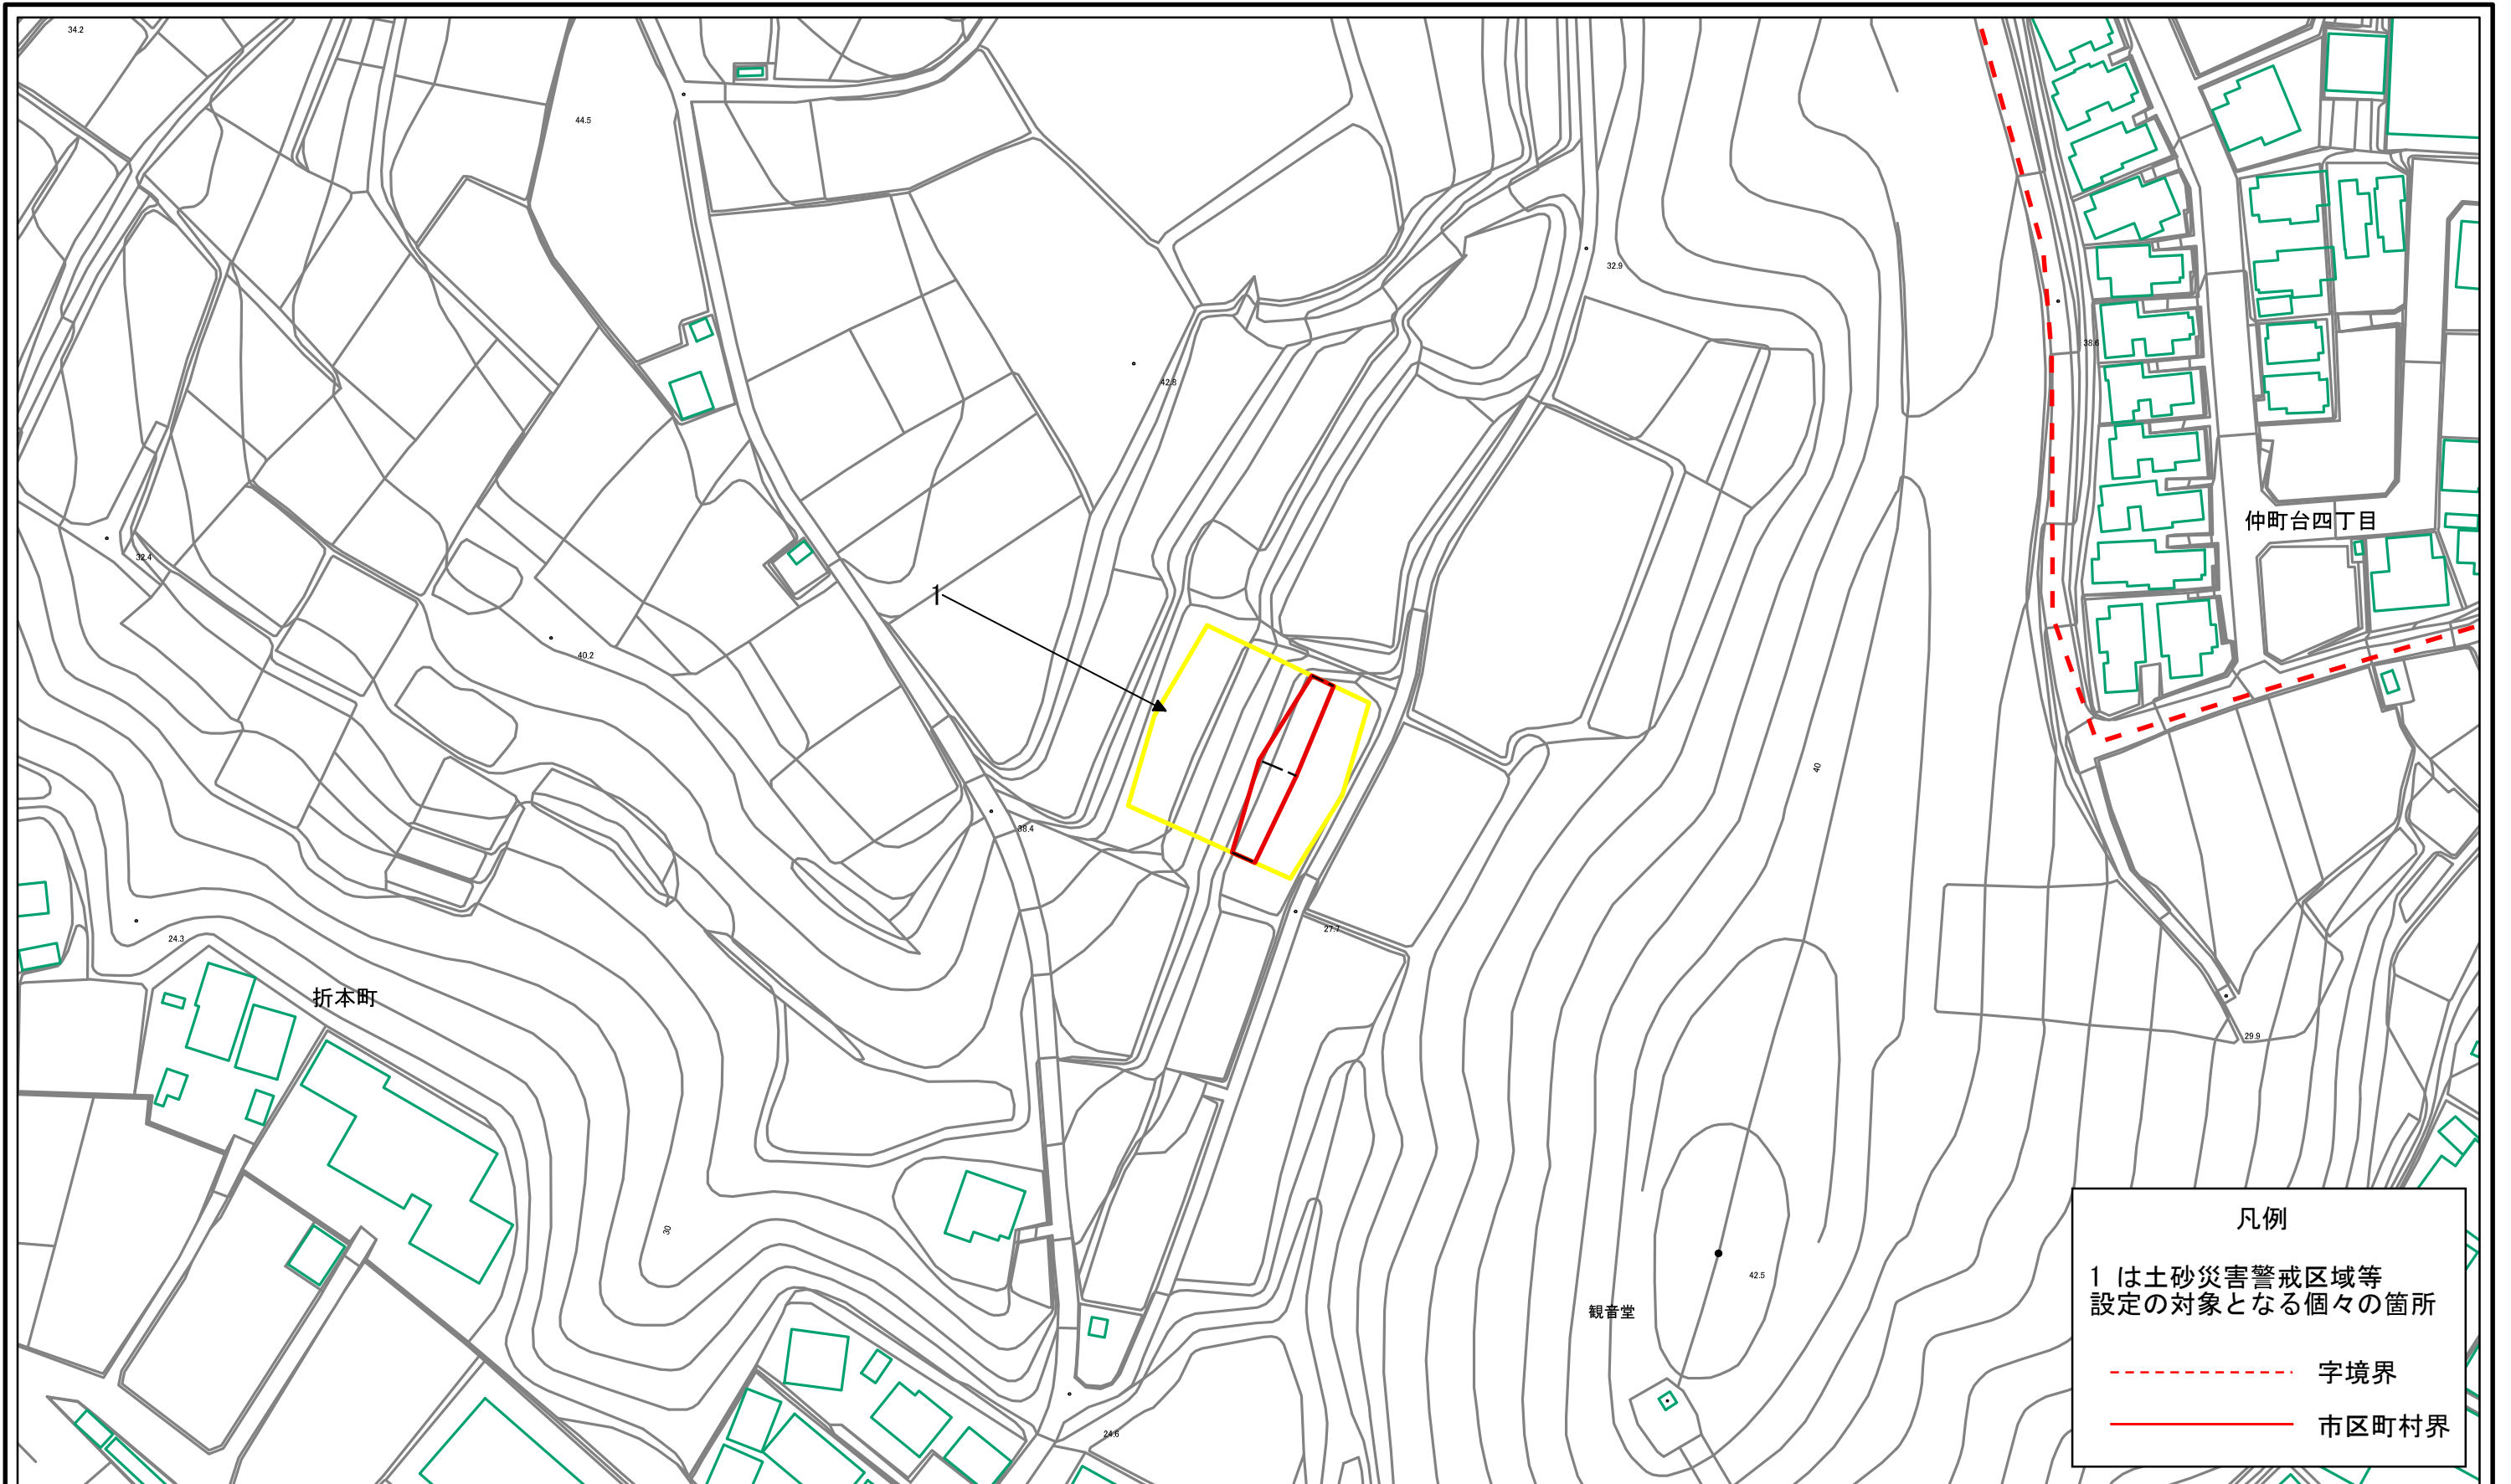 34.2
44.5
32.9
38.6
42.8
仲町台四丁目
32.4
1
40.2
40
38.4
27.7
24.3
折本町
29.9
30
42.5
観音堂
24.6
凡例
1 は土砂災害警戒区域等
設定の対象となる個々の箇所
字境界
市区町村界